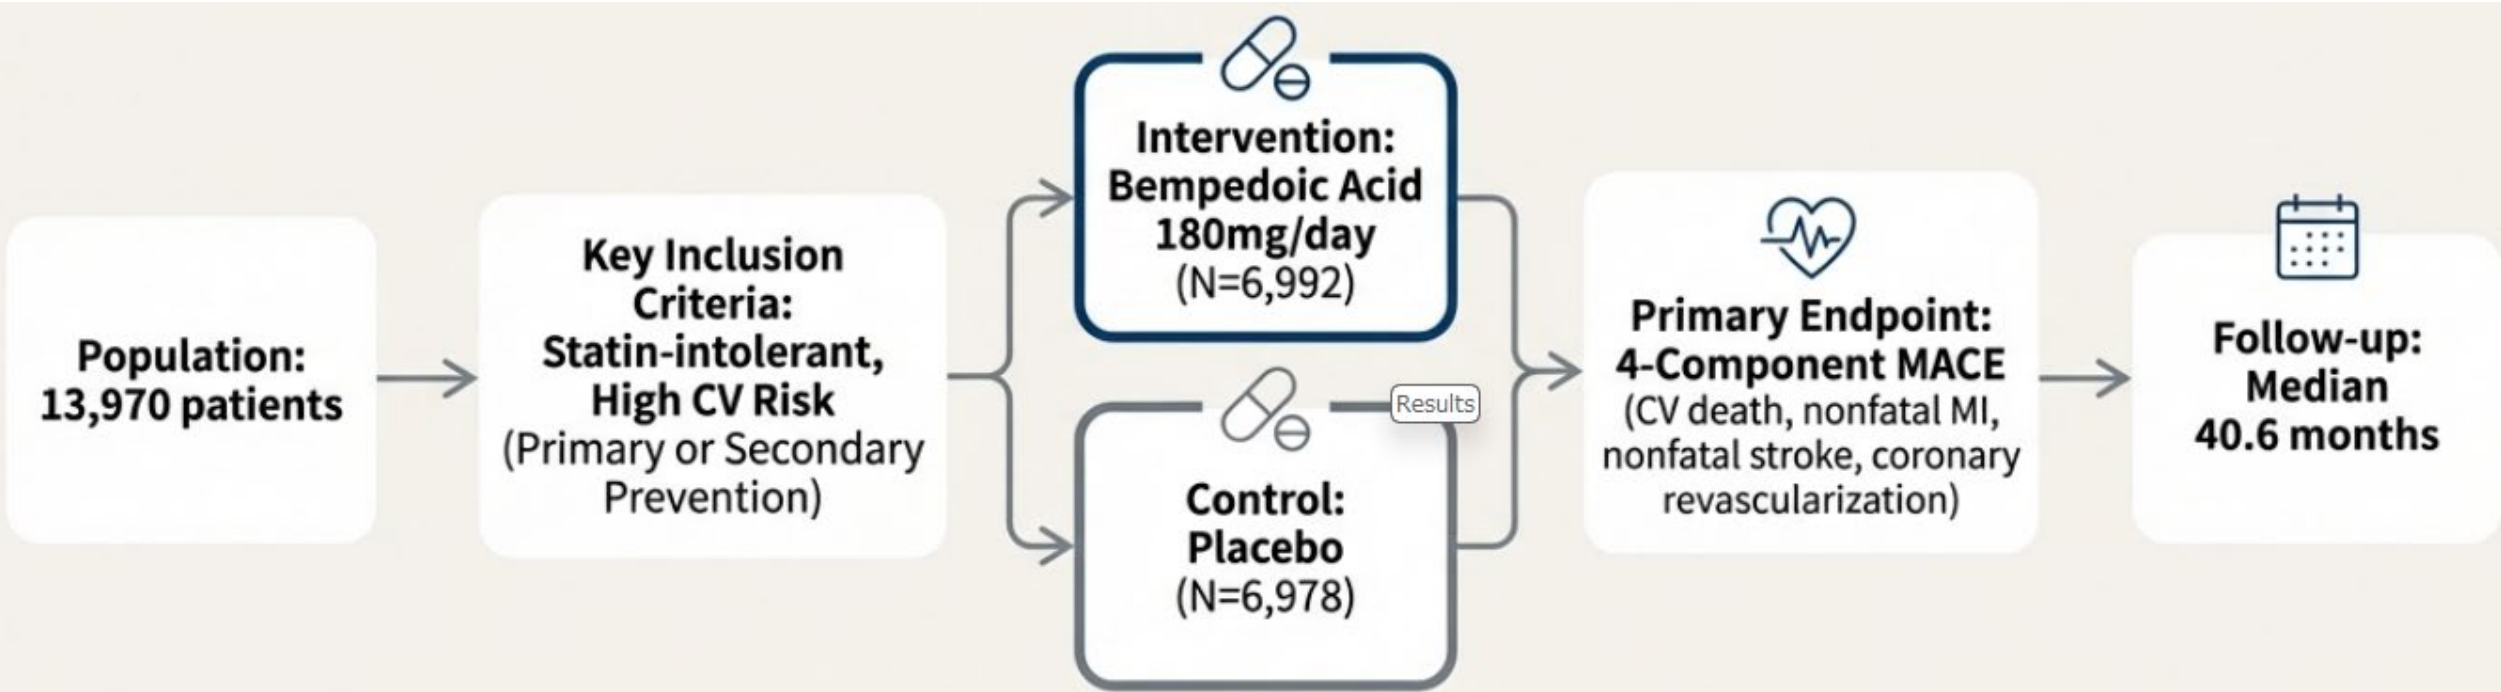 Population:
13,970 patients
Key Inclusion
Criteria:
Statin-intolerant,
High CV Risk
(Primary or Secondary
Prevention)
Intervention:
Bempedoic Acid
180mg/day
(N=6,992)
Results
Control:
Placebo
(N=6,978)
Primary Endpoint:
4-Component MACE
(CV death, nonfatal MI,
nonfatal stroke, coronary
revascularization)
Follow-up:
Median
40.6 months